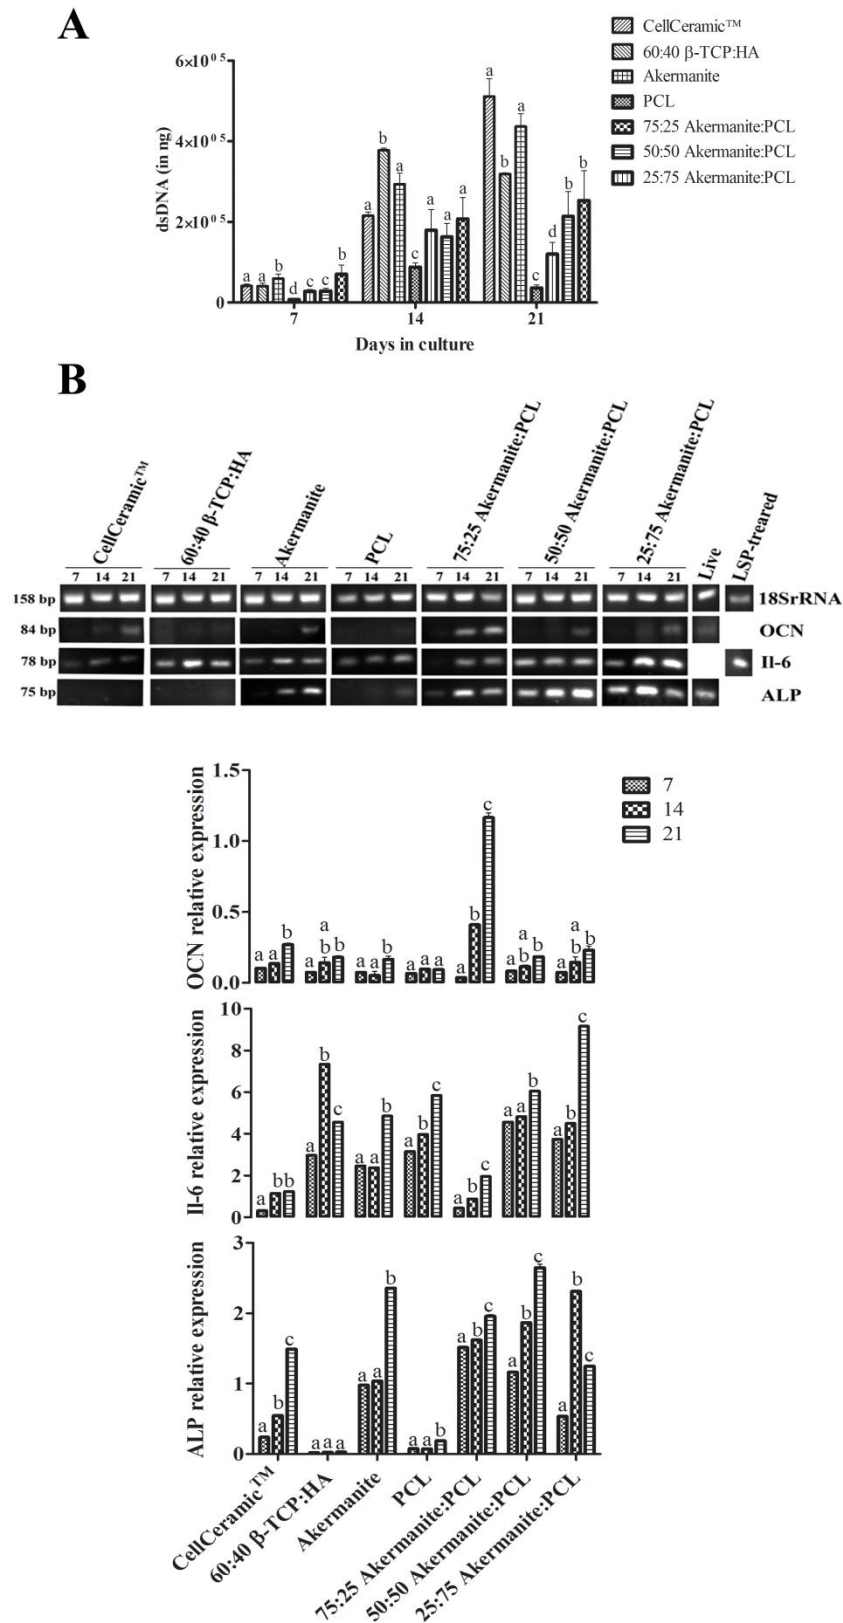 A
CellCeramic™
60:40 β-TCP:HA
Akermanite
PCL
75:25 Akermanite:PCL
50:50 Akermanite:PCL
25:75 Akermanite:PCL
dsDNA (in ng)
6×10⁰⁵
4×10⁰⁵
2×10⁰⁵
0
a a b d c c b
a b a c a a a
a b a c d b b
7 14 21
Days in culture
B
CellCeramic™ 60:40 β-TCP:HA Akermanite PCL 75:25 Akermanite:PCL 50:50 Akermanite:PCL 25:75 Akermanite:PCL Live LSP-treared
7 14 21 7 14 21 7 14 21 7 14 21 7 14 21 7 14 21 7 14 21
158 bp 18SrRNA
84 bp OCN
78 bp Il-6
75 bp ALP
7
14
21
OCN relative expression
1.5
1.0
0.5
0.0
a a b a a b b a a b a a a a b c a a b b a a b b
Il-6 relative expression
10
8
6
4
2
0
a b b a b c a a b a b c a b c a a b a b c
ALP relative expression
3
2
1
0
a b c a a a a a b a a b a b c a b c a b c
CellCeramic™
60:40 β-TCP:HA
Akermanite
PCL
75:25 Akermanite:PCL
50:50 Akermanite:PCL
25:75 Akermanite:PCL